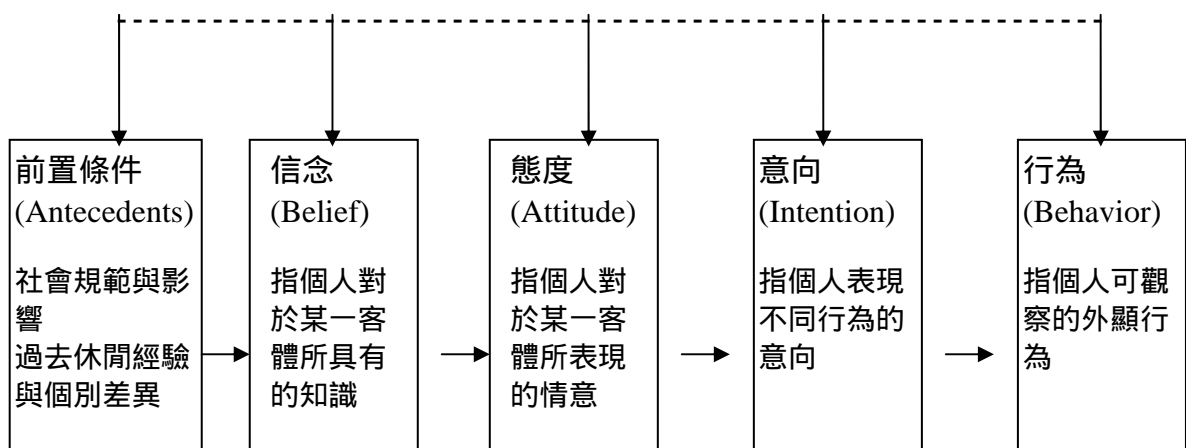 前置條件
(Antecedents)
社會規範與影
響
過去休閒經驗
與個別差異
信念
(Belief)
指個人對
於某一客
體所具有
的知識
態度
(Attitude)
指個人對
於某一客
體所表現
的情意
意向
(Intention)
指個人表現
不同行為的
意向
行為
(Behavior)
指個人可觀
察的外顯行
為